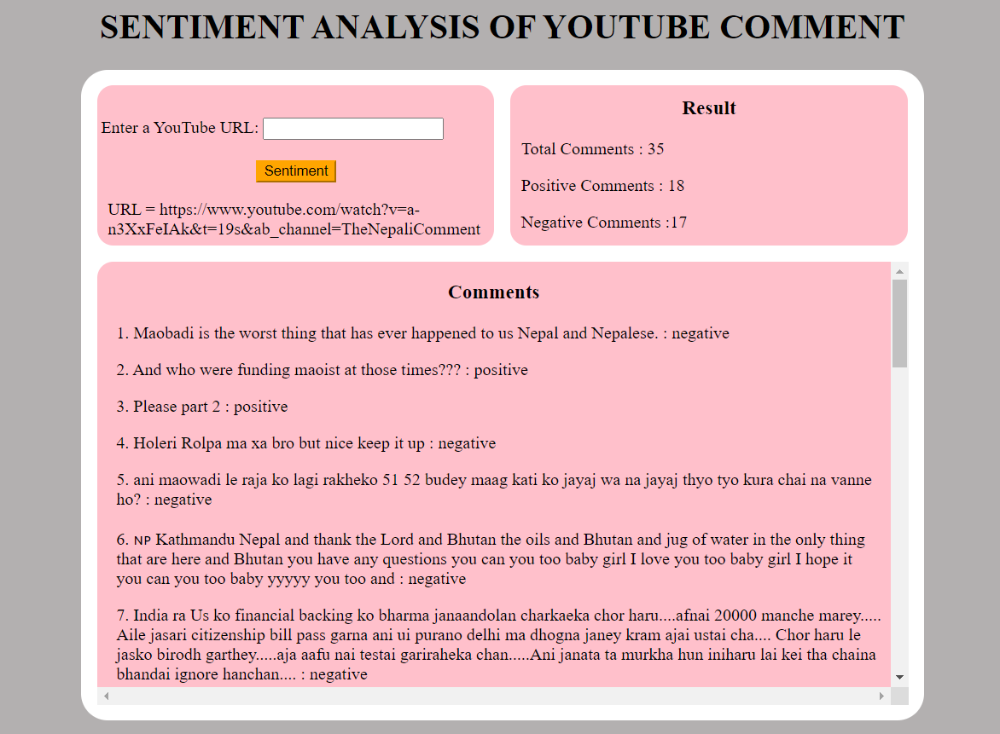 SENTIMENT ANALYSIS OF YOUTUBE COMMENT
Enter a YouTube URL:
Sentiment
URL = https://www.youtube.com/watch?v=a-
n3XxFeIAk&t=19s&ab_channel=TheNepaliComment
Result
Total Comments : 35
Positive Comments : 18
Negative Comments :17
Comments
1. Maobadi is the worst thing that has ever happened to us Nepal and Nepalese. : negative
2. And who were funding maoist at those times??? : positive
3. Please part 2 : positive
4. Holeri Rolpa ma xa bro but nice keep it up : negative
5. ani maowadi le raja ko lagi rakheko 51 52 budey maag kati ko jayaj wa na jayaj thyo tyo kura chai na vanne
ho? : negative
6. NP Kathmandu Nepal and thank the Lord and Bhutan the oils and Bhutan and jug of water in the only thing
that are here and Bhutan you have any questions you can you too baby girl I love you too baby girl I hope it
you can you too baby yyyyy you too and : negative
7. India ra Us ko financial backing ko bharma janaandolan charkaeka chor haru....afnai 20000 manche marey.....
Aile jasari citizenship bill pass garna ani ui purano delhi ma dhogna janey kram ajai ustai cha.... Chor haru le
jasko birodh garthey.....aja aafu nai testai gariraheka chan.....Ani janata ta murkha hun iniharu lai kei tha chaina
bhandai ignore hanchan.... : negative